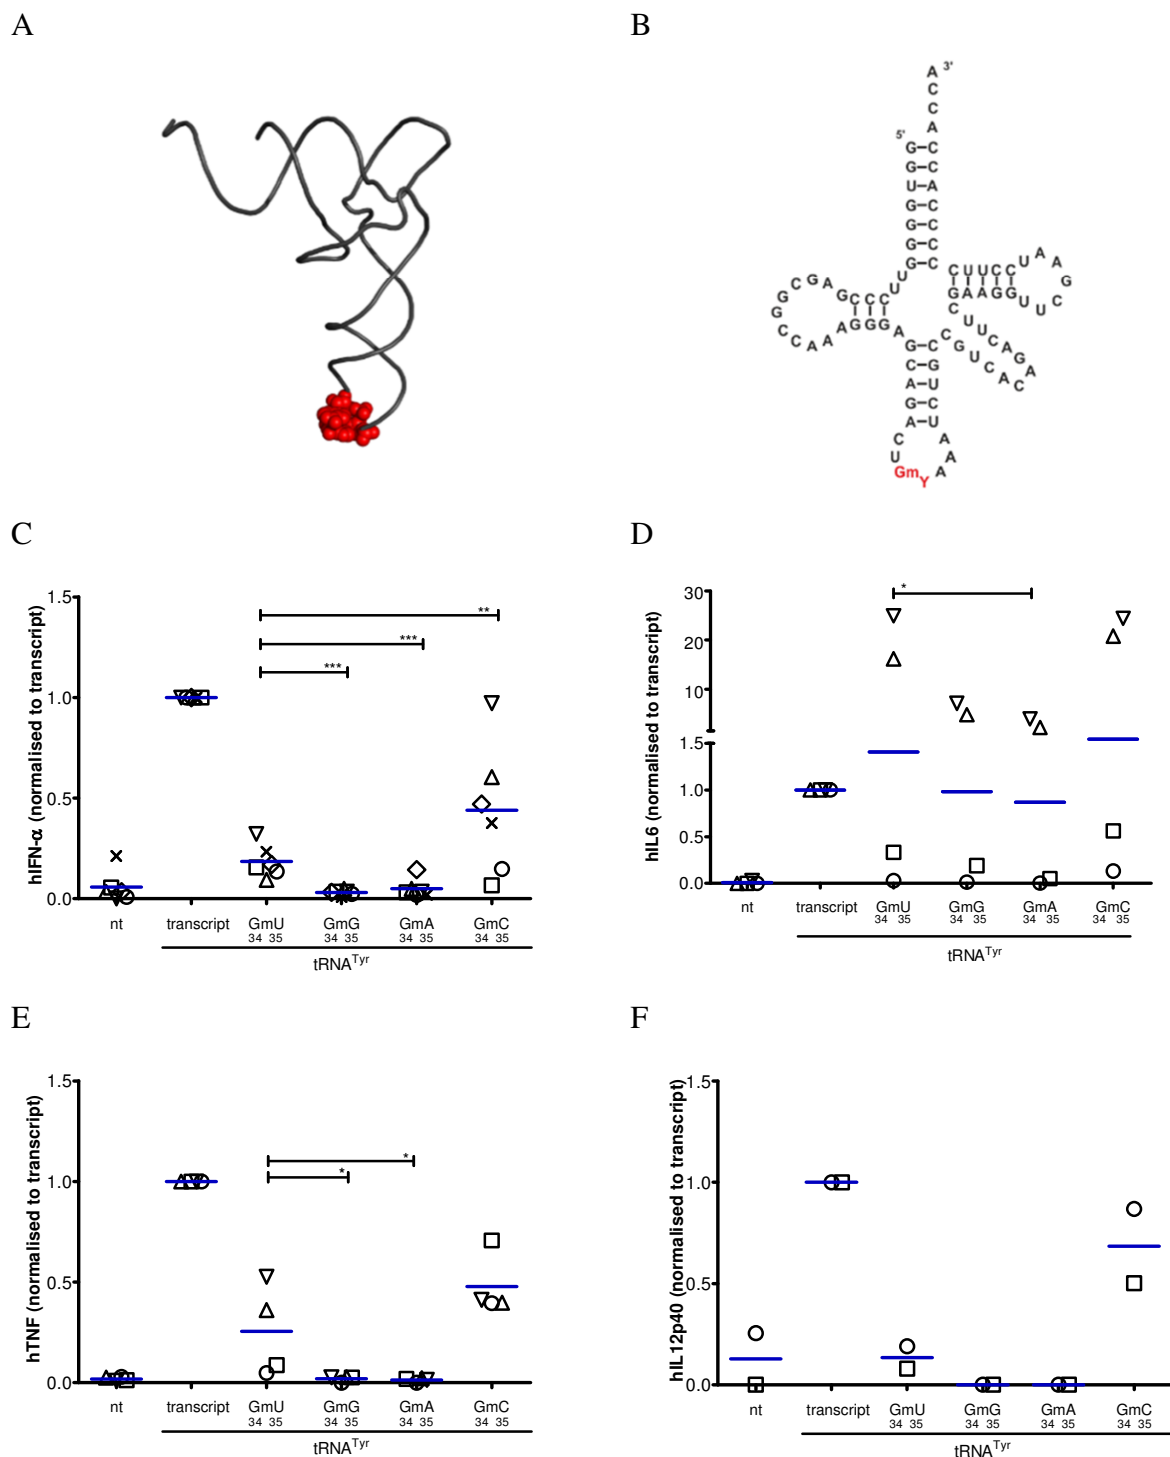 A
B
A 3'
C
C
A
5'
G–C
G–C
U–A
G–C
G–C
G–C
G–C
U
U
C U U C C U A A G C U U G G A A G
C U U C A G A C A C U G C C
G A G C C C
A G C G G C C A A A G G G A
G–C
C–G
A–U
G–C
A–U
C A
U A
Gm Y A
C
hIFN-α (normalised to transcript)
1.5
1.0
0.5
0.0
**
***
***
nt transcript GmU GmG GmA GmC
34 35 34 35 34 35 34 35
tRNATyr
D
hIL6 (normalised to transcript)
30
20
10
1.5
1.0
0.5
0.0
*
nt transcript GmU GmG GmA GmC
34 35 34 35 34 35 34 35
tRNATyr
E
hTNF (normalised to transcript)
1.5
1.0
0.5
0.0
*
*
nt transcript GmU GmG GmA GmC
34 35 34 35 34 35 34 35
tRNATyr
F
hIL12p40 (normalised to transcript)
1.5
1.0
0.5
0.0
nt transcript GmU GmG GmA GmC
34 35 34 35 34 35 34 35
tRNATyr